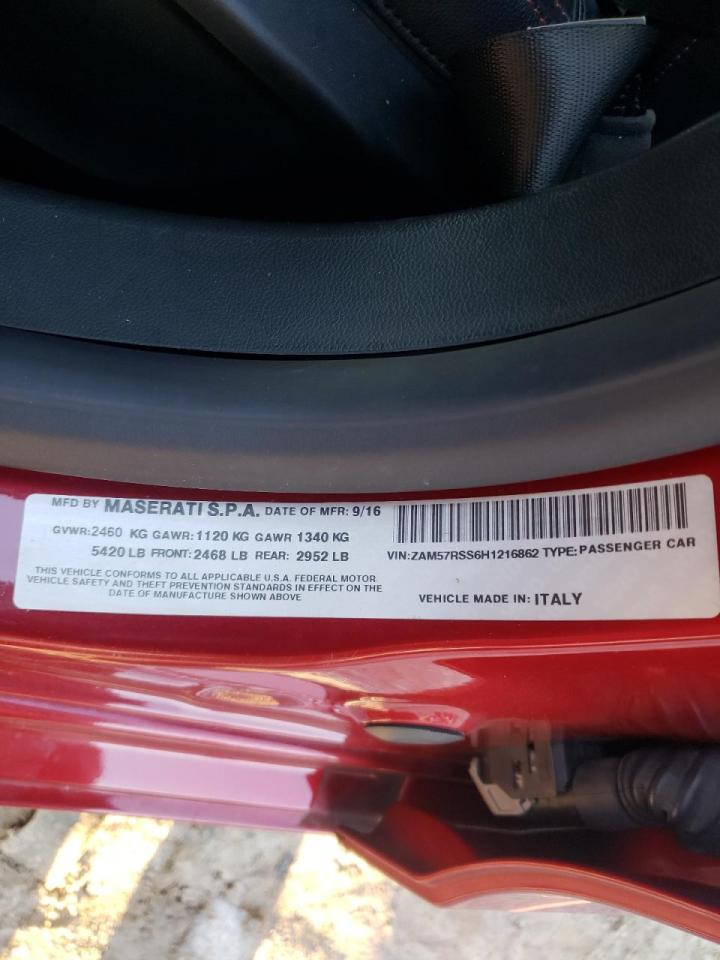 MFD BY MASERATI S.P.A. DATE OF MFR: 9/16
GVWR:2460 KG GAWR:1120 KG GAWR 1340 KG
5420 LB FRONT: 2468 LB REAR: 2952 LB
THIS VEHICLE CONFORMS TO ALL APPLICABLE U.S.A. FEDERAL MOTOR
VEHICLE SAFETY AND THEFT PREVENTION STANDARDS IN EFFECT ON THE
DATE OF MANUFACTURE SHOWN ABOVE
VIN:ZAM57RSS6H1216862 TYPE:PASSENGER CAR
VEHICLE MADE IN: ITALY